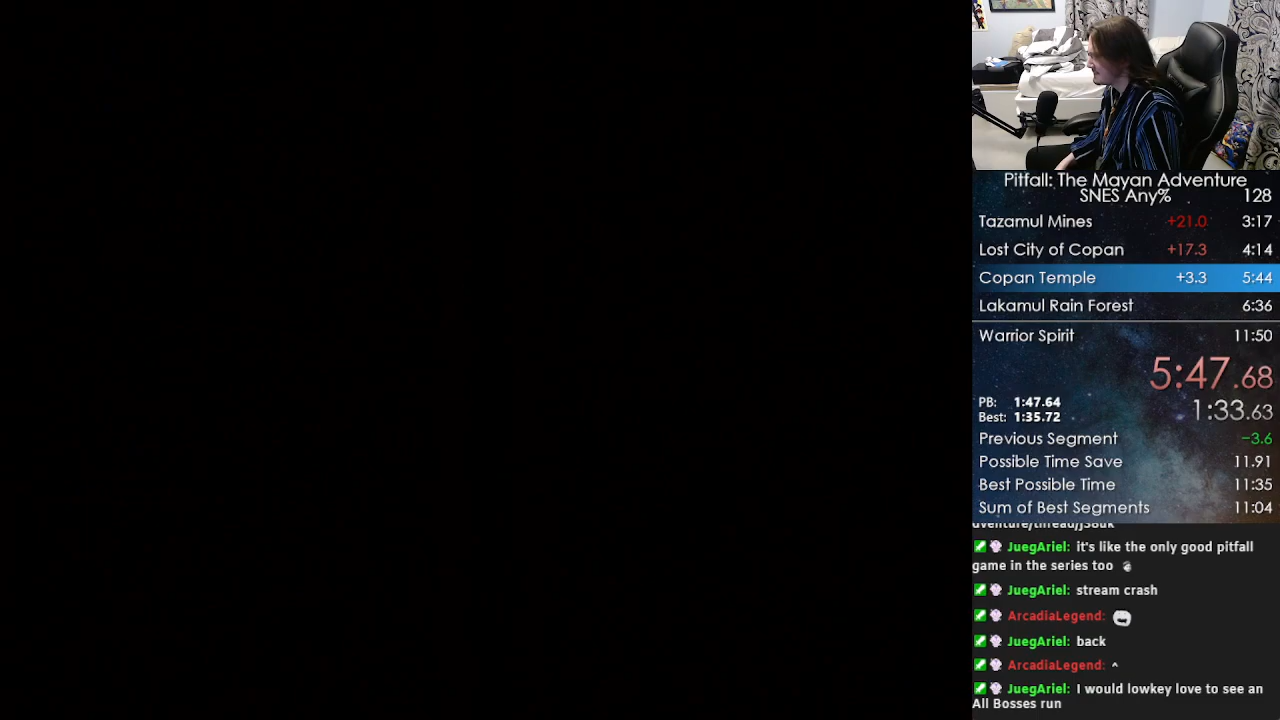 Pitfall: The Mayan Adventure
SNES Any% 128
Tazamul Mines +21.0 3:17
Lost City of Copan +17.3 4:14
Copan Temple +3.3 5:44
Lakamul Rain Forest 6:36
Warrior Spirit 11:50
5:47.68
PB: 1:47.64
Best: 1:35.72
1:33.63
Previous Segment -3.6
Possible Time Save 11.91
Best Possible Time 11:35
Sum of Best Segments 11:04
JuegAriel: it's like the only good pitfall
game in the series too
JuegAriel: stream crash
ArcadiaLegend:
JuegAriel: back
ArcadiaLegend: ^
JuegAriel: I would lowkey love to see an
All Bosses run